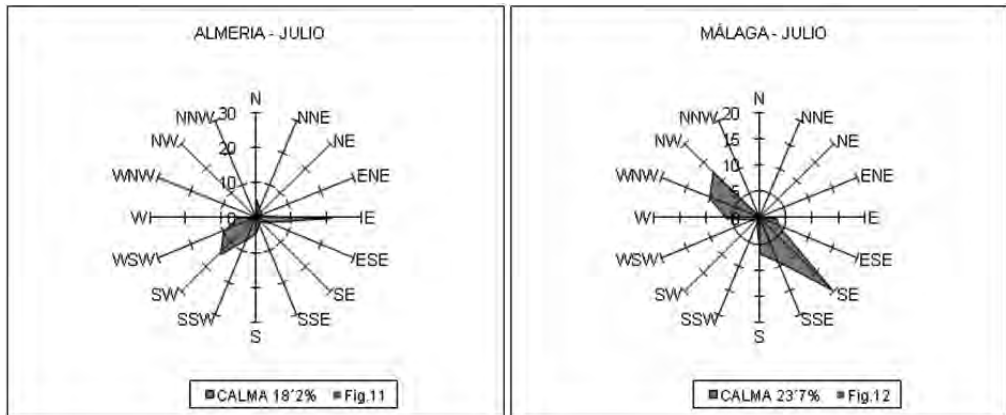 ALMERIA - JULIO
N
NNW NNE
30
NW NE
20
WNW ENE
10
W 0 E
WSW ESE
SW SE
SSW SSE
S
CALMA 18´2% Fig.11
MÁLAGA - JULIO
N
NNW 20 NNE
15
NW NE
10
WNW ENE
5
W 0 E
WSW ESE
SW SE
SSW SSE
S
CALMA 23´7% Fig.12